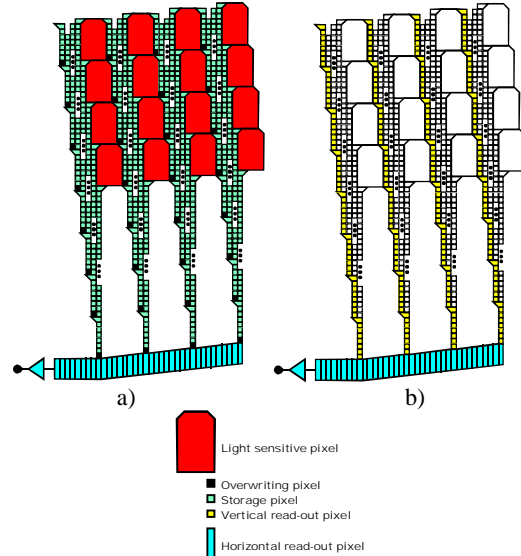 a)
b)
Light sensitive pixel
Overwriting pixel
Storage pixel
Vertical read-out pixel
Horizontal read-out pixel